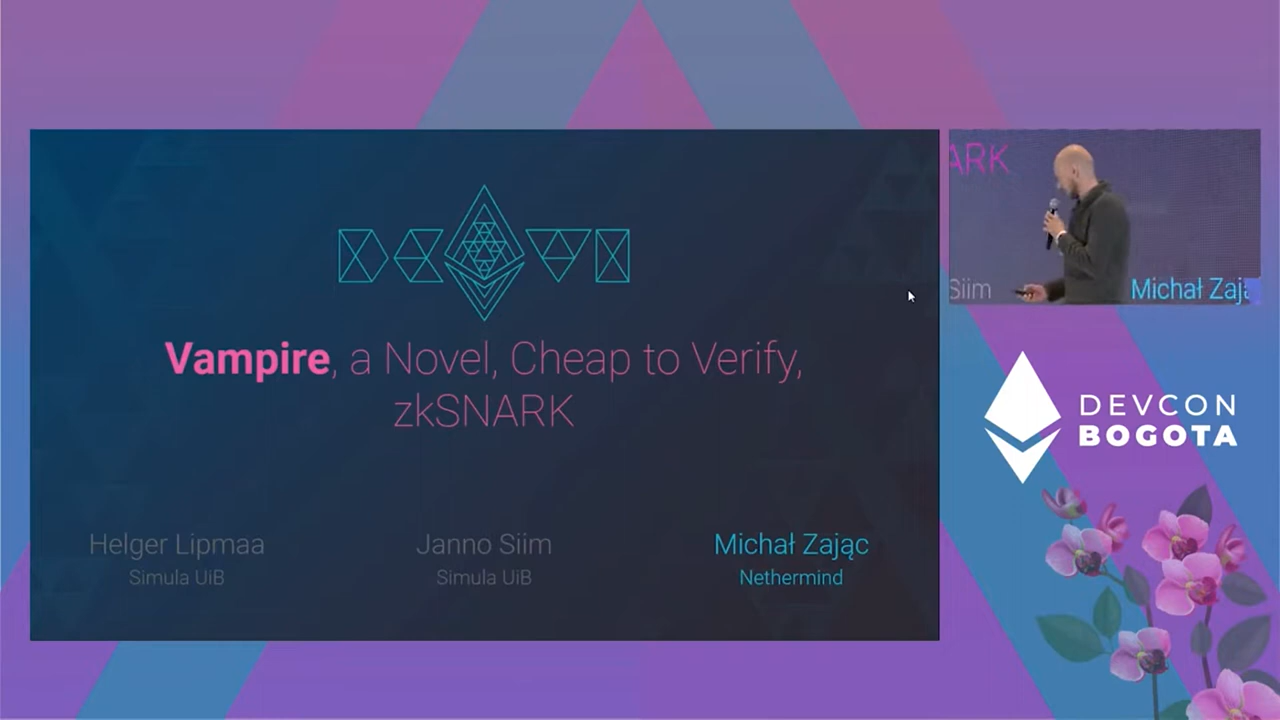 Vampire, a Novel, Cheap to Verify,
zkSNARK
Helger Lipmaa
Simula UiB
Janno Siim
Simula UiB
Michał Zając
Nethermind
ARK
Siim
Michał Zają
DEVCON
BOGOTA